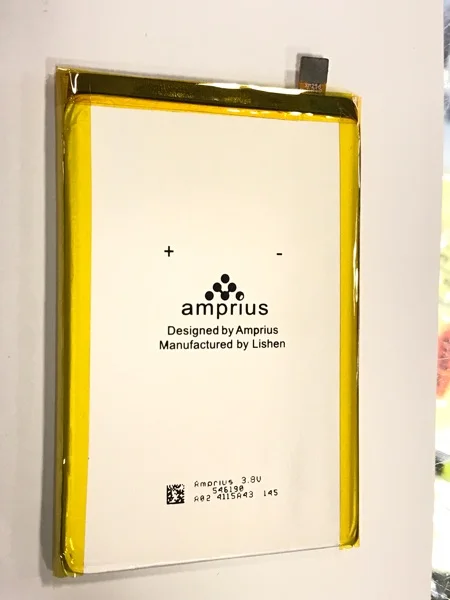 + -
amprius
Designed by Amprius
Manufactured by Lishen
Amprius 3.8V
546190
A02 4115A43 145